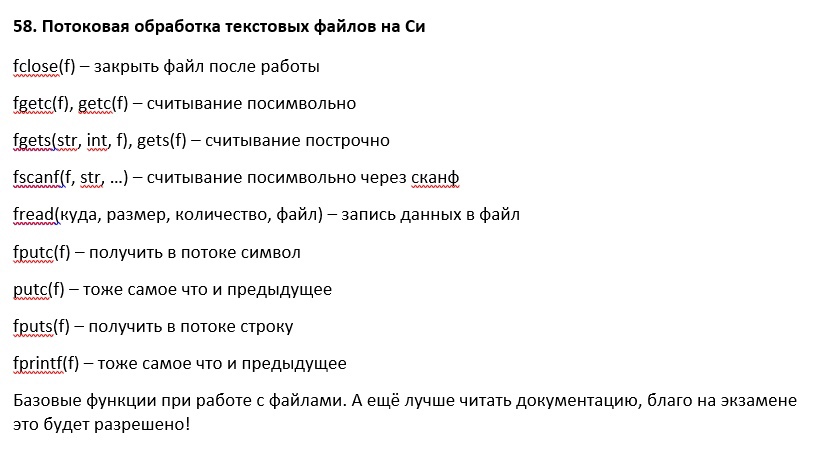 58. Потоковая обработка текстовых файлов на Си
fclose(f) – закрыть файл после работы
fgetc(f), getc(f) – считывание посимвольно
fgets(str, int, f), gets(f) – считывание построчно
fscanf(f, str, …) – считывание посимвольно через сканф
fread(куда, размер, количество, файл) – запись данных в файл
fputc(f) – получить в потоке символ
putc(f) – тоже самое что и предыдущее
fputs(f) – получить в потоке строку
fprintf(f) – тоже самое что и предыдущее
Базовые функции при работе с файлами. А ещё лучше читать документацию, благо на экзамене
это будет разрешено!